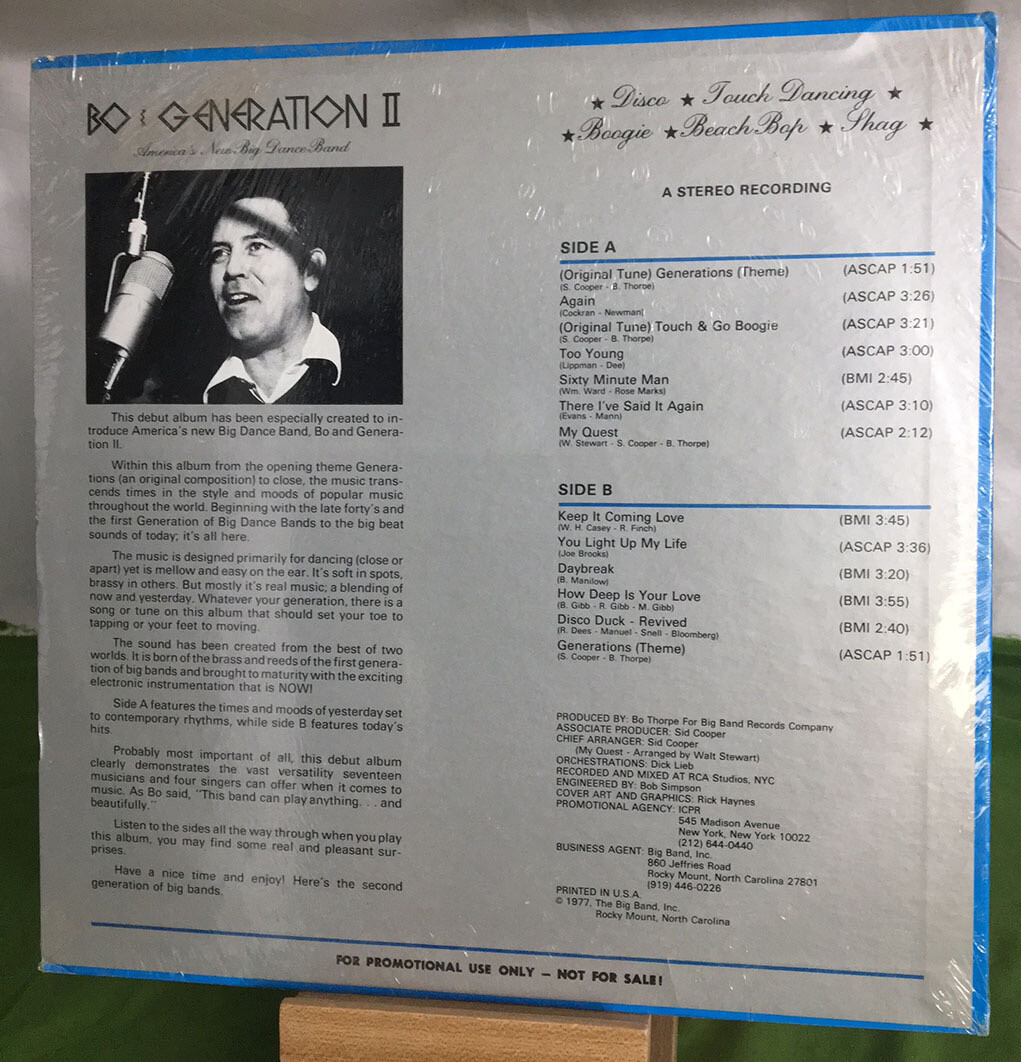 BO & GENERATION II
America's New Big Dance Band
★ Disco ★ Touch Dancing ★
★ Boogie ★ Beach Bop ★ Shag ★
A STEREO RECORDING
This debut album has been especially created to in-
troduce America's new Big Dance Band, Bo and Genera-
tion II.
Within this album from the opening theme Genera-
tions (an original composition) to close, the music trans-
cends times in the style and moods of popular music
throughout the world. Beginning with the late forty's and
the first Generation of Big Dance Bands to the big beat
sounds of today; it's all here.
The music is designed primarily for dancing (close or
apart) yet is mellow and easy on the ear. It's soft in spots,
brassy in others. But mostly it's real music; a blending of
now and yesterday. Whatever your generation, there is a
song or tune on this album that should set your toe to
tapping or your feet to moving.
The sound has been created from the best of two
worlds. It is born of the brass and reeds of the first genera-
tion of big bands and brought to maturity with the exciting
electronic instrumentation that is NOW!
Side A features the times and moods of yesterday set
to contemporary rhythms, while side B features today's
hits.
Probably most important of all, this debut album
clearly demonstrates the vast versatility seventeen
musicians and four singers can offer when it comes to
music. As Bo said, "This band can play anything. . . and
beautifully."
Listen to the sides all the way through when you play
this album, you may find some real and pleasant sur-
prises.
Have a nice time and enjoy! Here's the second
generation of big bands.
SIDE A
(Original Tune) Generations (Theme) (ASCAP 1:51)
(S. Cooper - B. Thorpe)
Again (ASCAP 3:26)
(Cockran - Newman)
(Original Tune) Touch & Go Boogie (ASCAP 3:21)
(S. Cooper - B. Thorpe)
Too Young (ASCAP 3:00)
(Lippman - Dee)
Sixty Minute Man (BMI 2:45)
(Wm. Ward - Rose Marks)
There I've Said It Again (ASCAP 3:10)
(Evans - Mann)
My Quest (ASCAP 2:12)
(W. Stewart - S. Cooper - B. Thorpe)
SIDE B
Keep It Coming Love (BMI 3:45)
(W. H. Casey - R. Finch)
You Light Up My Life (ASCAP 3:36)
(Joe Brooks)
Daybreak (BMI 3:20)
(B. Manilow)
How Deep Is Your Love (BMI 3:55)
(B. Gibb - R. Gibb - M. Gibb)
Disco Duck - Revived (BMI 2:40)
(R. Dees - Manuel - Snell - Bloomberg)
Generations (Theme) (ASCAP 1:51)
(S. Cooper - B. Thorpe)
PRODUCED BY: Bo Thorpe For Big Band Records Company
ASSOCIATE PRODUCER: Sid Cooper
CHIEF ARRANGER: Sid Cooper
(My Quest - Arranged by Walt Stewart)
ORCHESTRATIONS: Dick Lieb
RECORDED AND MIXED AT RCA Studios, NYC
ENGINEERED BY: Bob Simpson
COVER ART AND GRAPHICS: Rick Haynes
PROMOTIONAL AGENCY: ICPR
545 Madison Avenue
New York, New York 10022
(212) 644-0440
BUSINESS AGENT: Big Band, Inc.
860 Jeffries Road
Rocky Mount, North Carolina 27801
(919) 446-0226
PRINTED IN U.S.A.
© 1977, The Big Band, Inc.
Rocky Mount, North Carolina
FOR PROMOTIONAL USE ONLY — NOT FOR SALE!